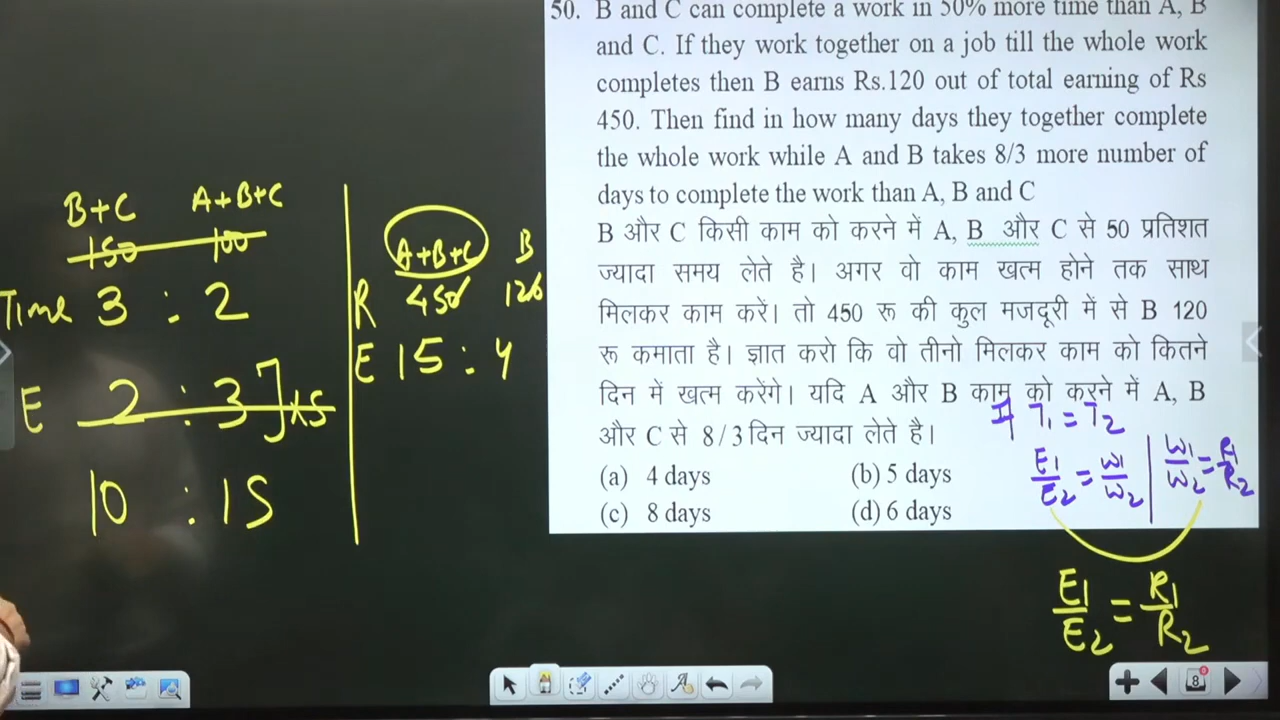 50. B and C can complete a work in 50% more time than A, B
and C. If they work together on a job till the whole work
completes then B earns Rs.120 out of total earning of Rs
450. Then find in how many days they together complete
the whole work while A and B takes 8/3 more number of
days to complete the work than A, B and C
B और C किसी काम को करने में A, B और C से 50 प्रतिशत
ज्यादा समय लेते है। अगर वो काम खत्म होने तक साथ
मिलकर काम करें। तो 450 रू की कुल मजदूरी में से B 120
रू कमाता है। ज्ञात करो कि वो तीनो मिलकर काम को कितने
दिन में खत्म करेंगे। यदि A और B काम को करने में A, B
और C से 8/3 दिन ज्यादा लेते है।
(a) 4 days (b) 5 days
(c) 8 days (d) 6 days
B+C A+B+C
150 100
Time 3 : 2
E 2 : 3 ]x5
10 : 15
A+B+C B
R 450 120
E 15 : 4
If T1 = T2
E1/E2 = W1/W2 | W1/W2 = R1/R2
E1/E2 = R1/R2
8